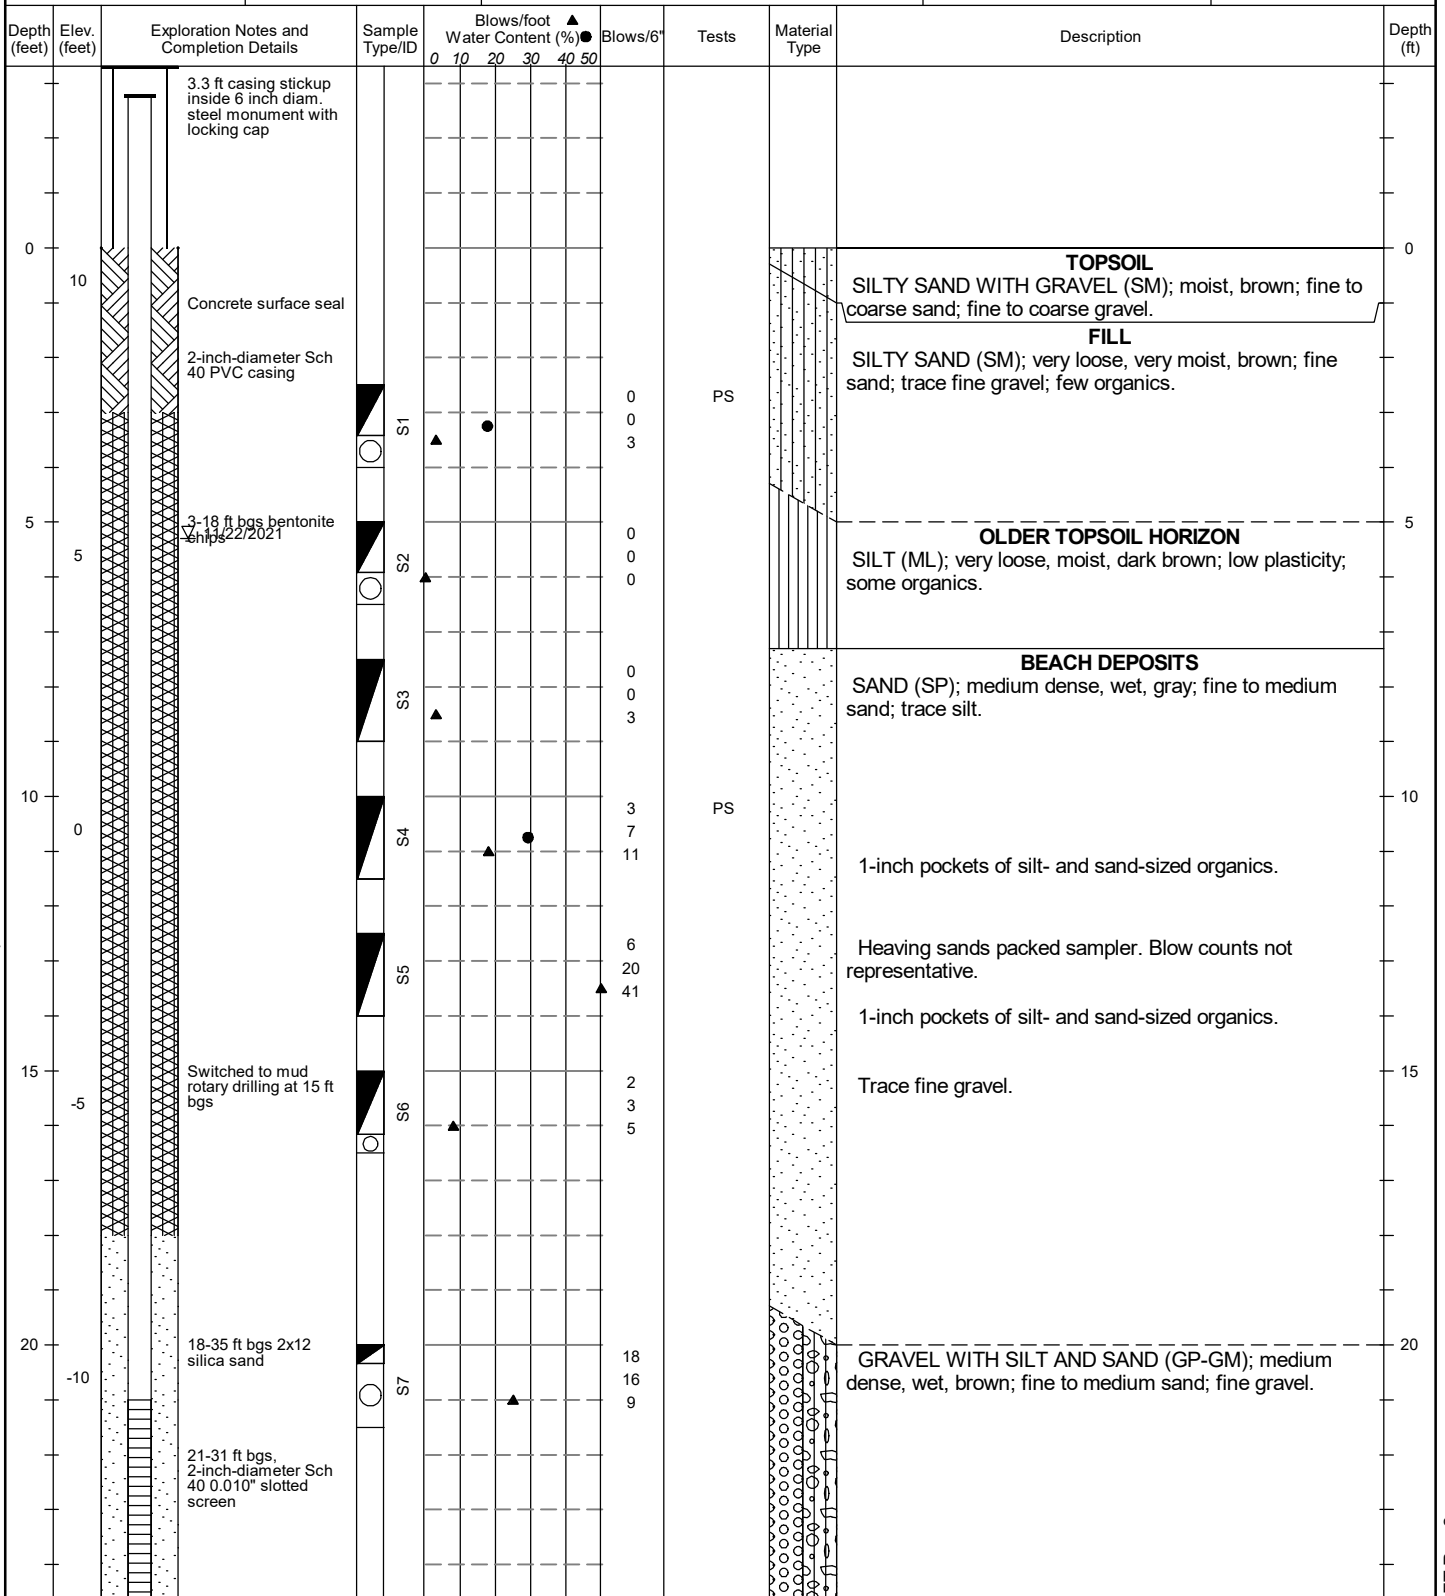 Depth (feet)
Elev. (feet)
Exploration Notes and
Completion Details
Sample
Type/ID
Blows/foot ▲
Water Content (%)●
0 10 20 30 40 50
Blows/6"
Tests
Material
Type
Description
Depth
(ft)
3.3 ft casing stickup
inside 6 inch diam.
steel monument with
locking cap
0
0
TOPSOIL
SILTY SAND WITH GRAVEL (SM); moist, brown; fine to
coarse sand; fine to coarse gravel.
10
Concrete surface seal
FILL
SILTY SAND (SM); very loose, very moist, brown; fine
sand; trace fine gravel; few organics.
2-inch-diameter Sch
40 PVC casing
S1
0
0
3
PS
5
5
3-18 ft bgs bentonite
chips
11/22/2021
5
S2
0
0
0
OLDER TOPSOIL HORIZON
SILT (ML); very loose, moist, dark brown; low plasticity;
some organics.
BEACH DEPOSITS
SAND (SP); medium dense, wet, gray; fine to medium
sand; trace silt.
S3
0
0
3
10
10
0
S4
3
7
11
PS
1-inch pockets of silt- and sand-sized organics.
S5
6
20
41
Heaving sands packed sampler. Blow counts not
representative.
1-inch pockets of silt- and sand-sized organics.
15
15
-5
Switched to mud
rotary drilling at 15 ft
bgs
S6
2
3
5
Trace fine gravel.
20
20
-10
18-35 ft bgs 2x12
silica sand
S7
18
16
9
GRAVEL WITH SILT AND SAND (GP-GM); medium
dense, wet, brown; fine to medium sand; fine gravel.
21-31 ft bgs,
2-inch-diameter Sch
40 0.010" slotted
screen